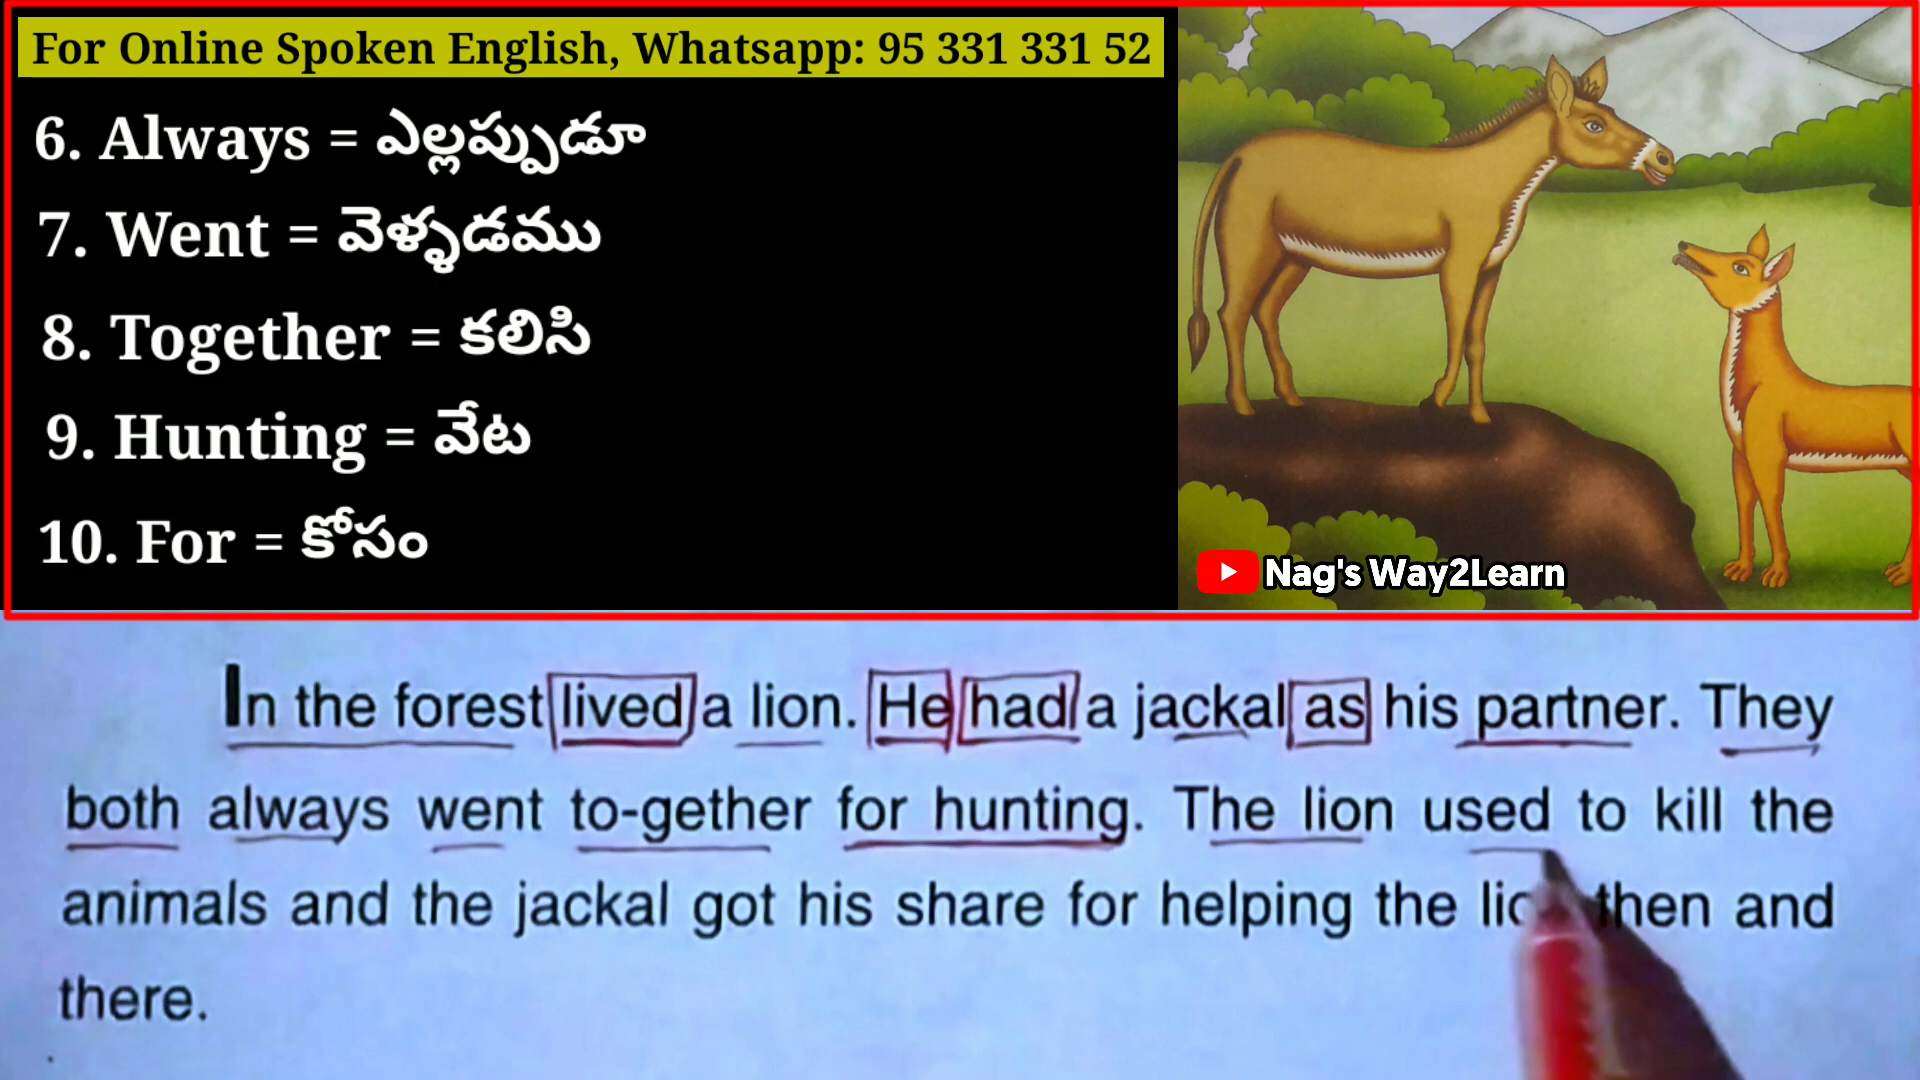 For Online Spoken English, Whatsapp: 95 331 331 52
6. Always = ఎల్లప్పుడూ
7. Went = వెళ్ళడము
8. Together = కలిసి
9. Hunting = వేట
10. For = కోసం
Nag's Way2Learn
In the forest lived a lion. He had a jackal as his partner. They
both always went to-gether for hunting. The lion used to kill the
animals and the jackal got his share for helping the then and
there.